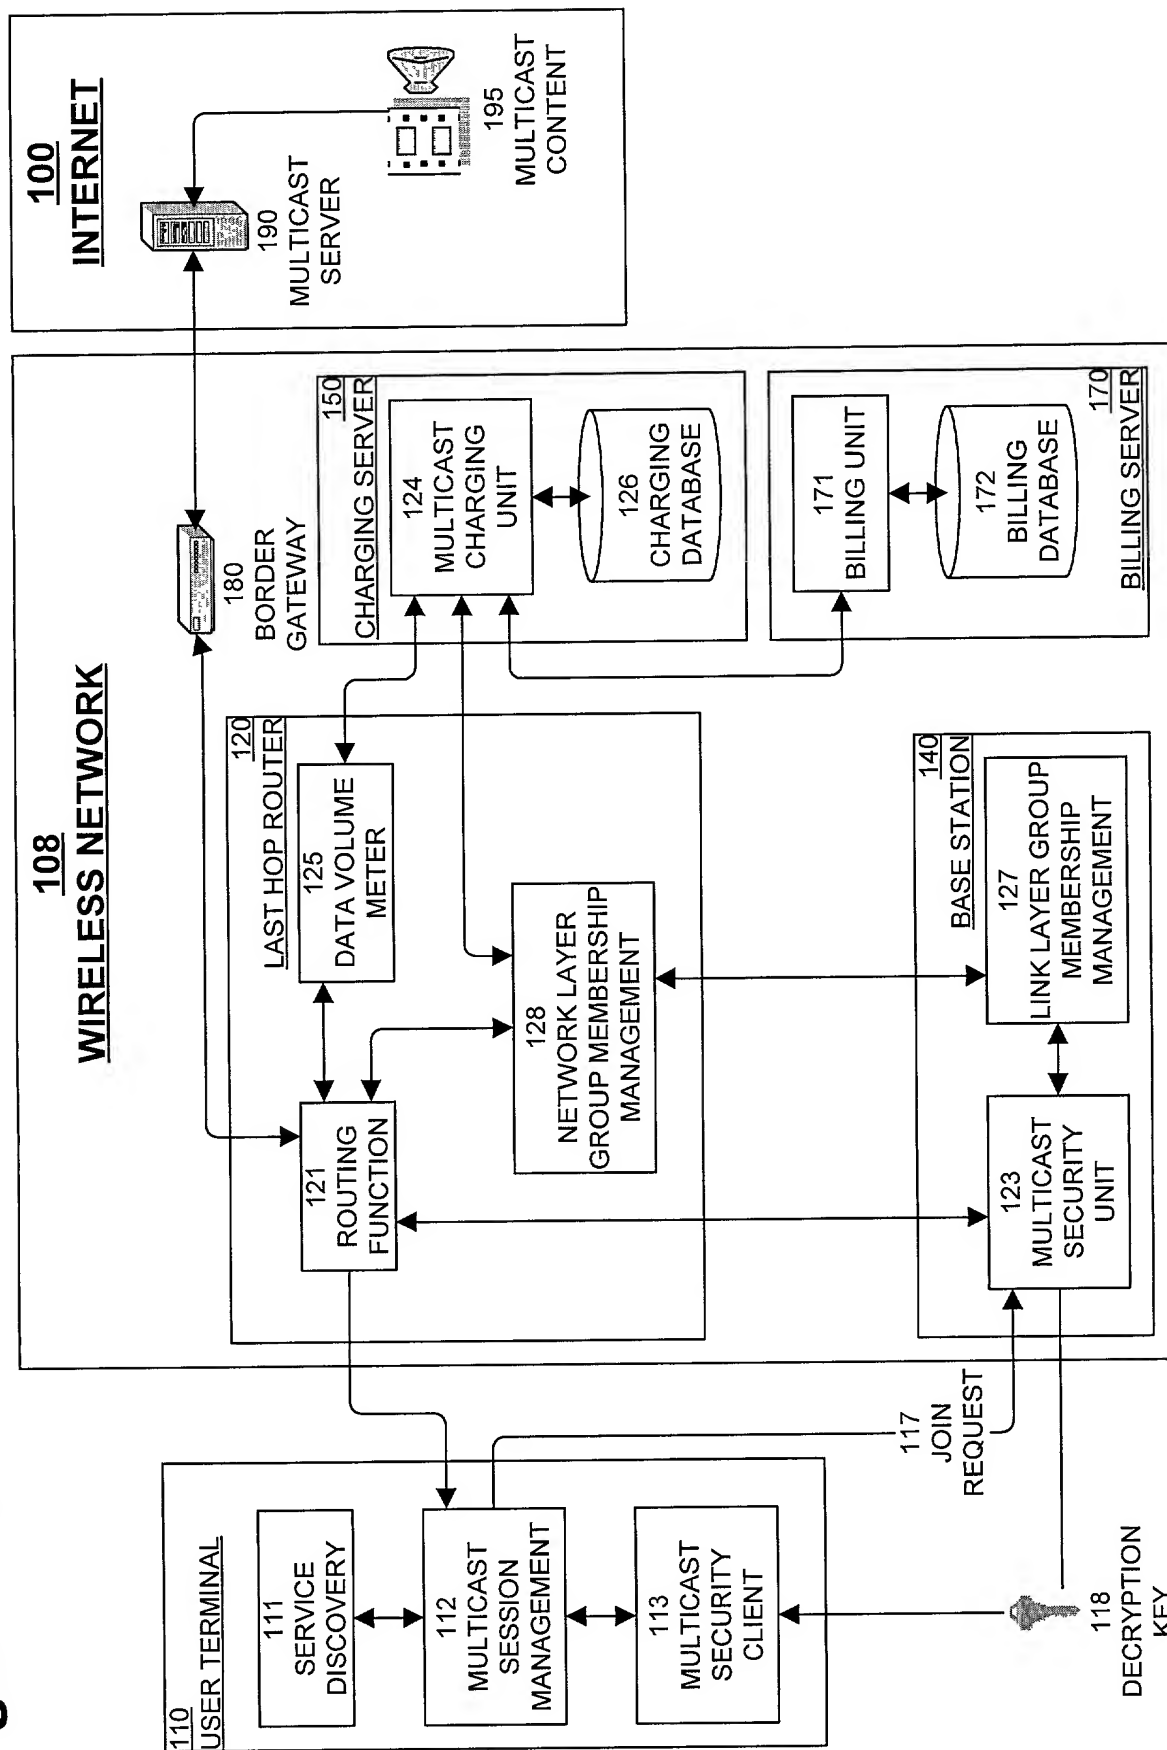 100
INTERNET
190
MULTICAST
SERVER
195
MULTICAST
CONTENT
108
WIRELESS NETWORK
180
BORDER
GATEWAY
150
CHARGING SERVER
124
MULTICAST
CHARGING
UNIT
126
CHARGING
DATABASE
170
BILLING SERVER
171
BILLING UNIT
172
BILLING
DATABASE
120
LAST HOP ROUTER
125
DATA VOLUME
METER
121
ROUTING
FUNCTION
128
NETWORK LAYER
GROUP MEMBERSHIP
MANAGEMENT
140
BASE STATION
127
LINK LAYER GROUP
MEMBERSHIP
MANAGEMENT
123
MULTICAST
SECURITY
UNIT
110
USER TERMINAL
111
SERVICE
DISCOVERY
112
MULTICAST
SESSION
MANAGEMENT
113
MULTICAST
SECURITY
CLIENT
117
JOIN
REQUEST
118
DECRYPTION
KEY